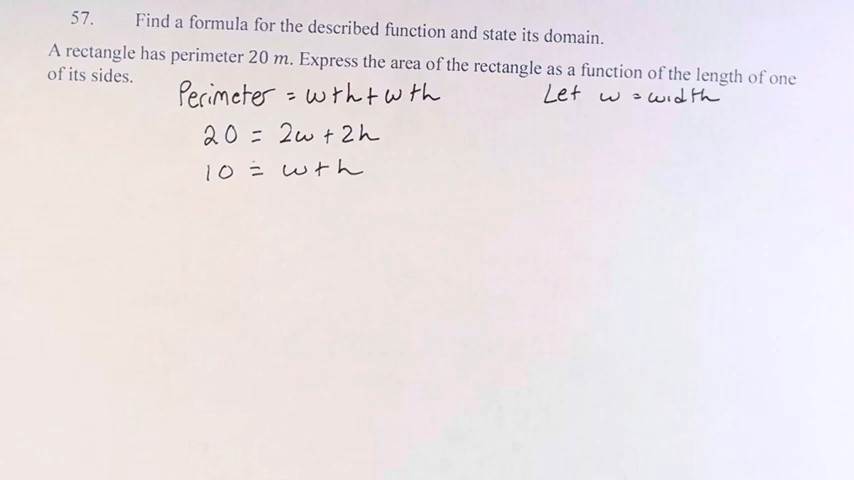 57. Find a formula for the described function and state its domain.
A rectangle has perimeter 20 m. Express the area of the rectangle as a function of the length of one
of its sides.
Perimeter = w+h+w+h
Let w = width
20 = 2w + 2h
10 = w+h